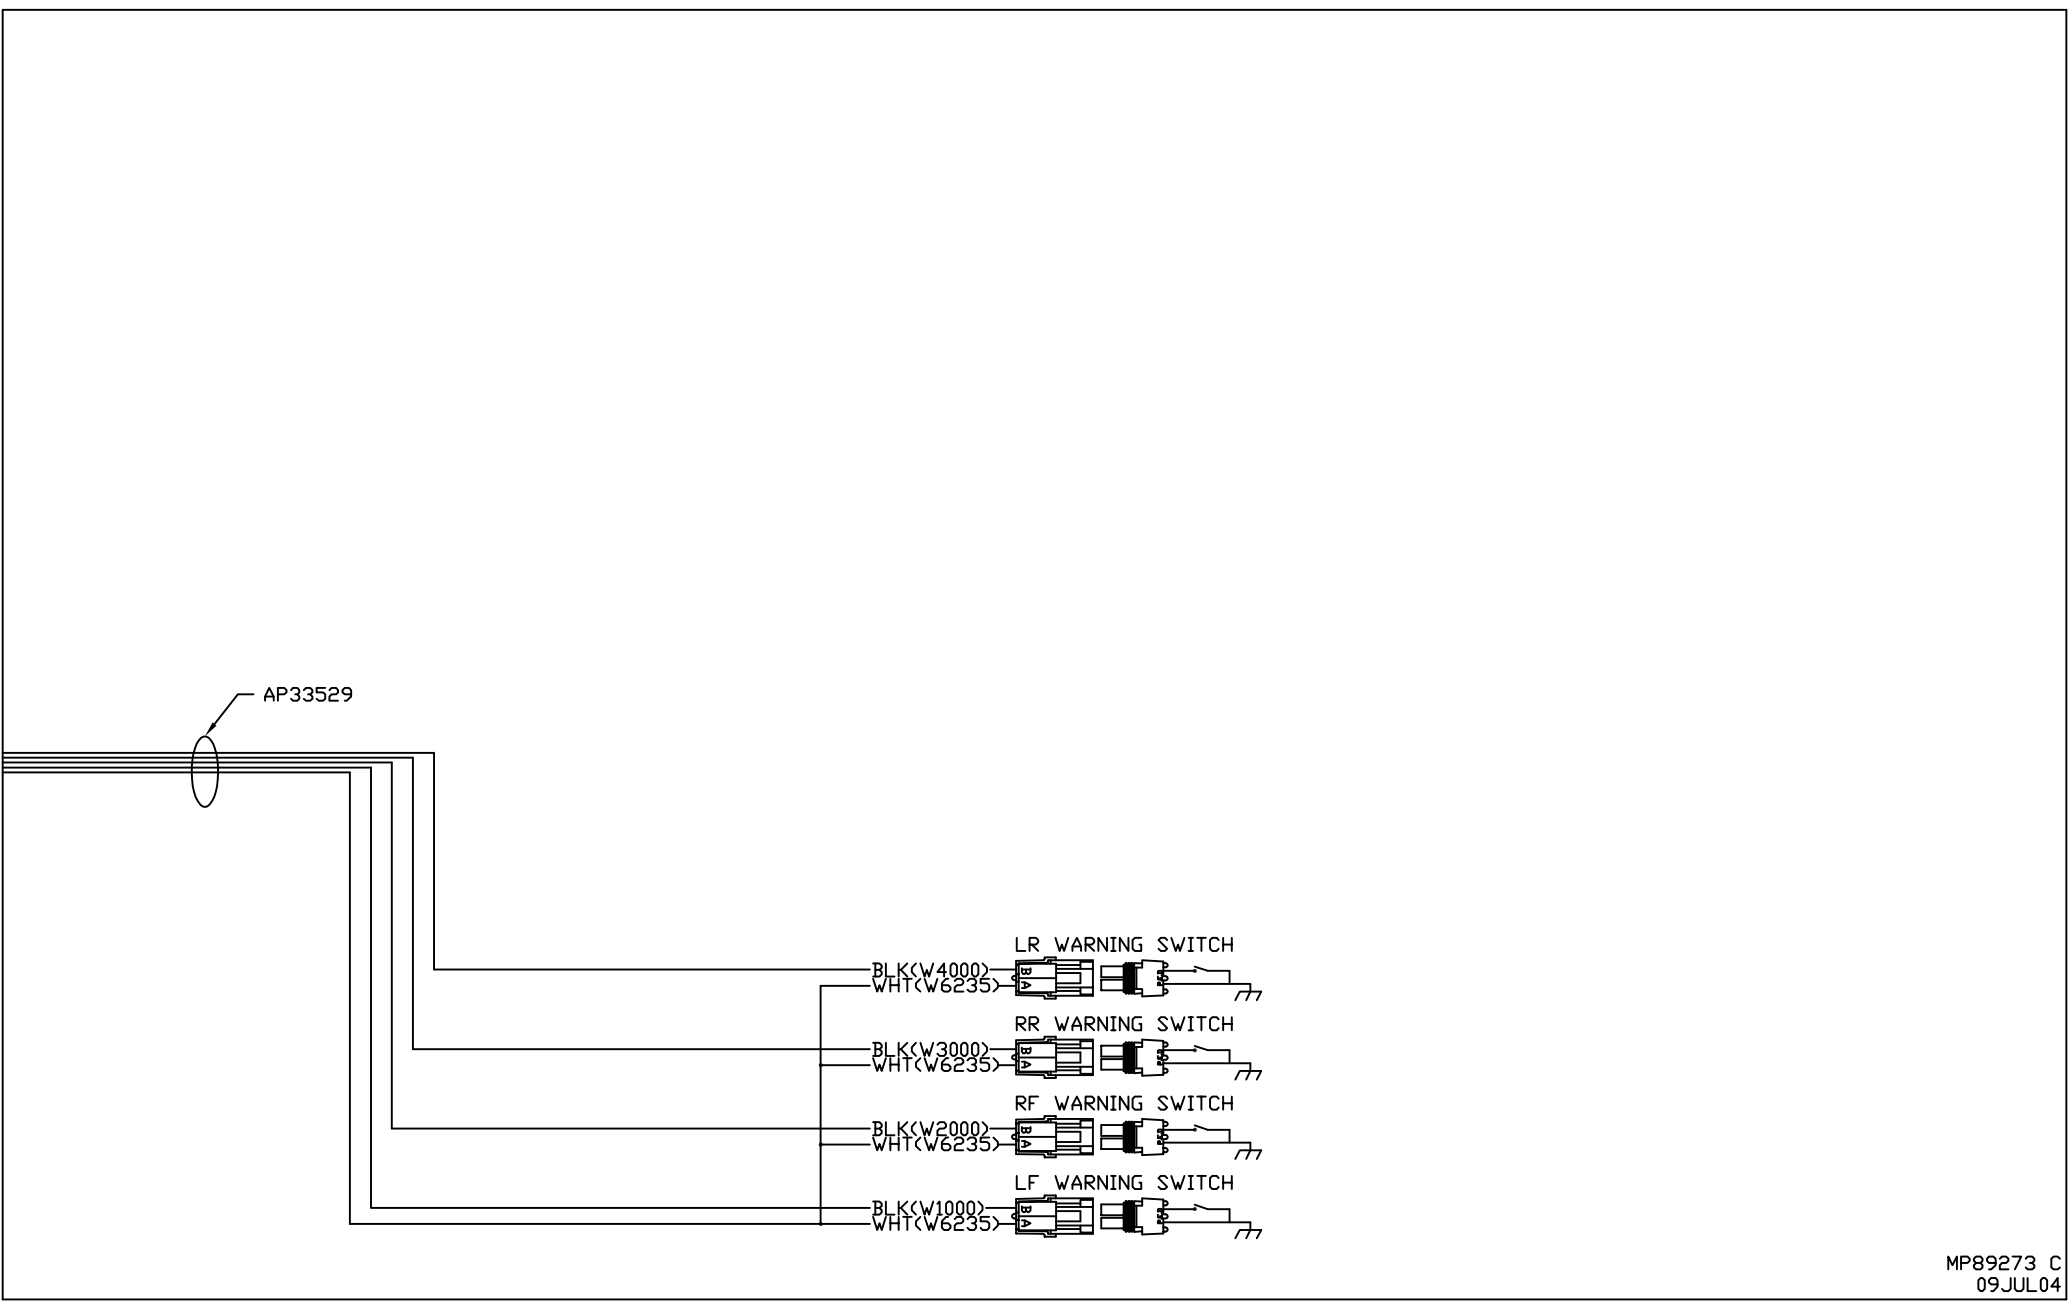 AP33529
LR WARNING SWITCH
BLK(W4000)
B
WHT(W6235)
A
RR WARNING SWITCH
BLK(W3000)
B
WHT(W6235)
A
RF WARNING SWITCH
BLK(W2000)
B
WHT(W6235)
A
LF WARNING SWITCH
BLK(W1000)
B
WHT(W6235)
A
MP89273 C
09JUL04